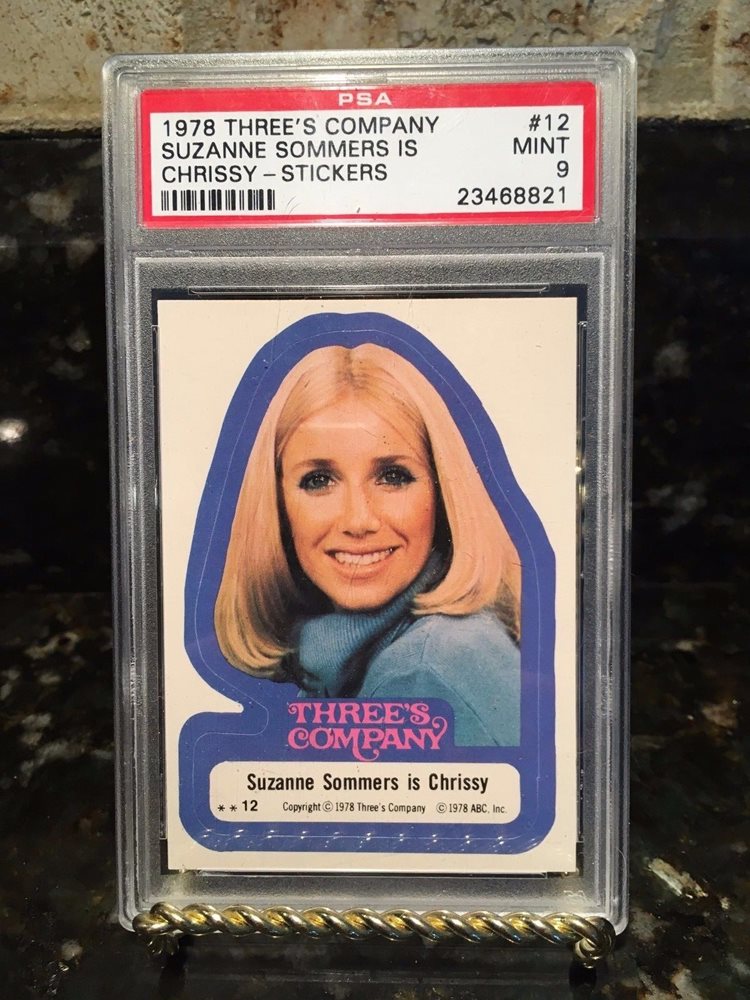 PSA
1978 THREE'S COMPANY #12
SUZANNE SOMMERS IS MINT
CHRISSY – STICKERS 9
23468821
THREE'S
COMPANY
Suzanne Sommers is Chrissy
** 12 Copyright © 1978 Three's Company © 1978 ABC, Inc.